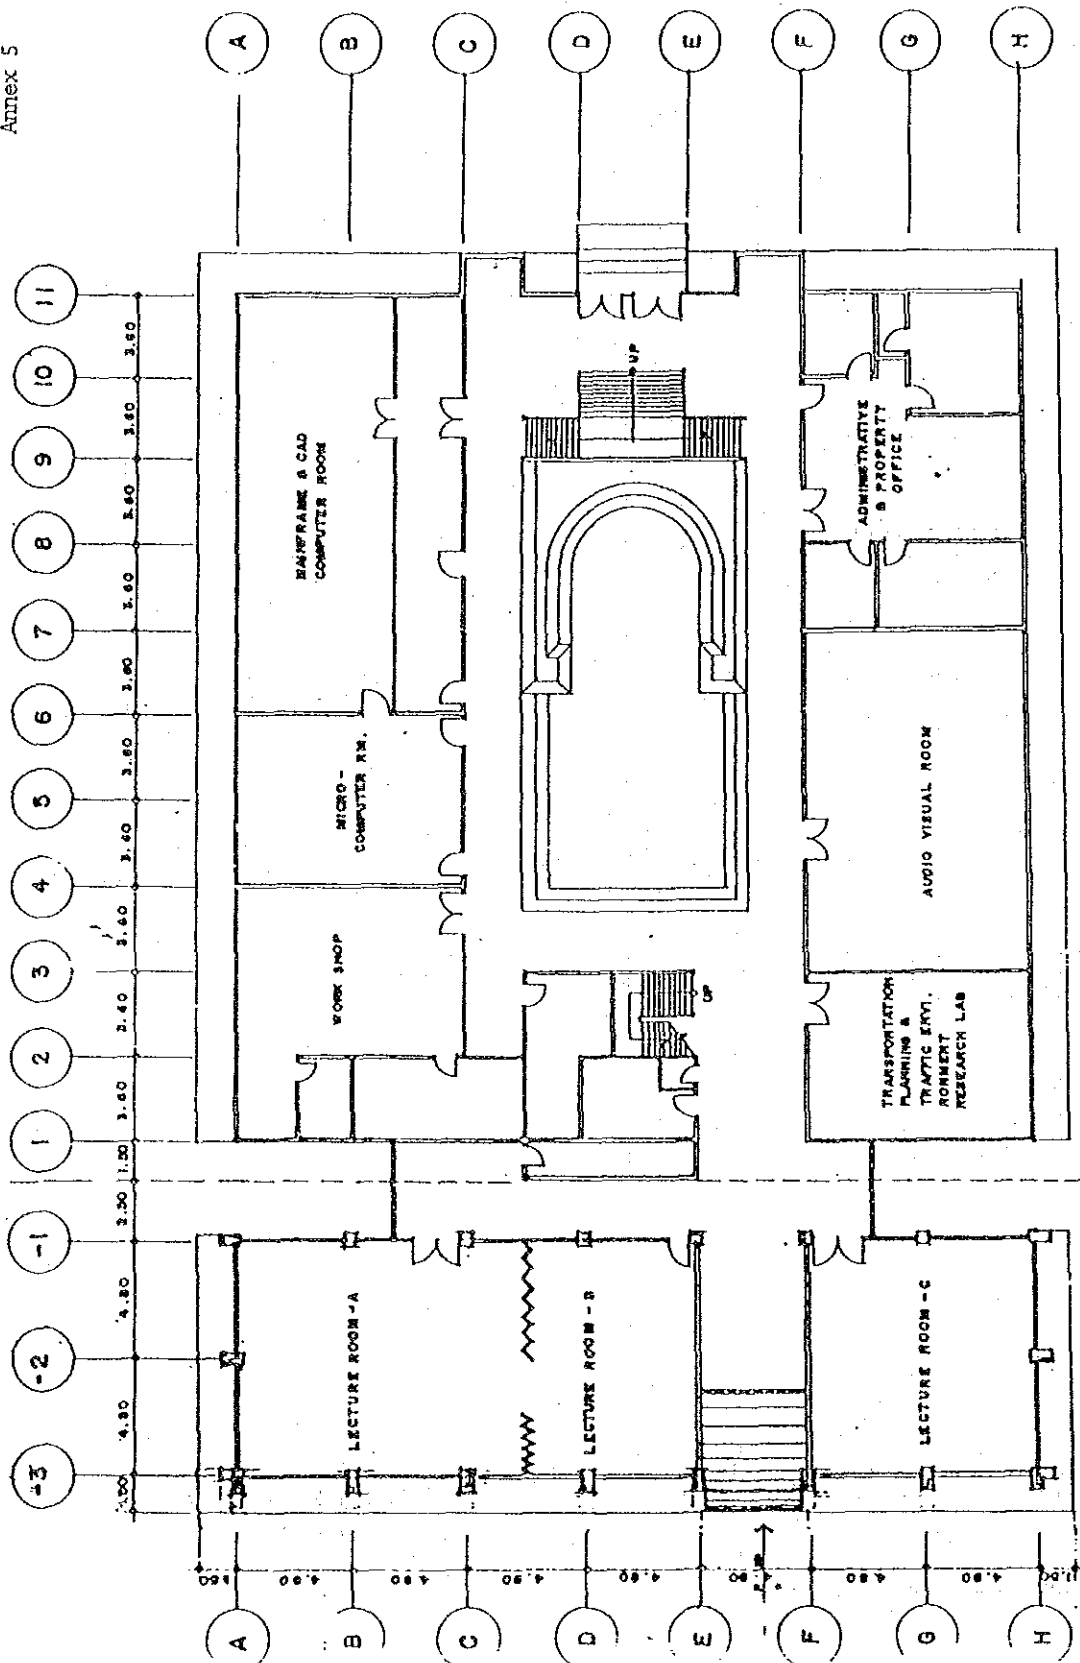 Annex 5
A
B
C
D
E
F
G
H
11
10
9
8
7
6
5
4
3
2
1
-1
-2
-3
3.60
3.60
3.60
3.60
3.60
3.60
3.60
3.60
3.60
3.60
1.50
2.50
4.80
4.80
MAINFRAME & CAD
COMPUTER ROOM
MICRO-
COMPUTER RM.
WORK SHOP
LECTURE ROOM-A
LECTURE ROOM-B
LECTURE ROOM-C
UP
UP
ADMINISTRATIVE
& PROPERTY
OFFICE
AUDIO VISUAL ROOM
TRANSPORTATION
PLANNING &
TRAFFIC ENVI.
RONMENT
RESEARCH LAB
4.80
4.80
4.80
4.80
4.80
4.80
A
B
C
D
E
F
G
H